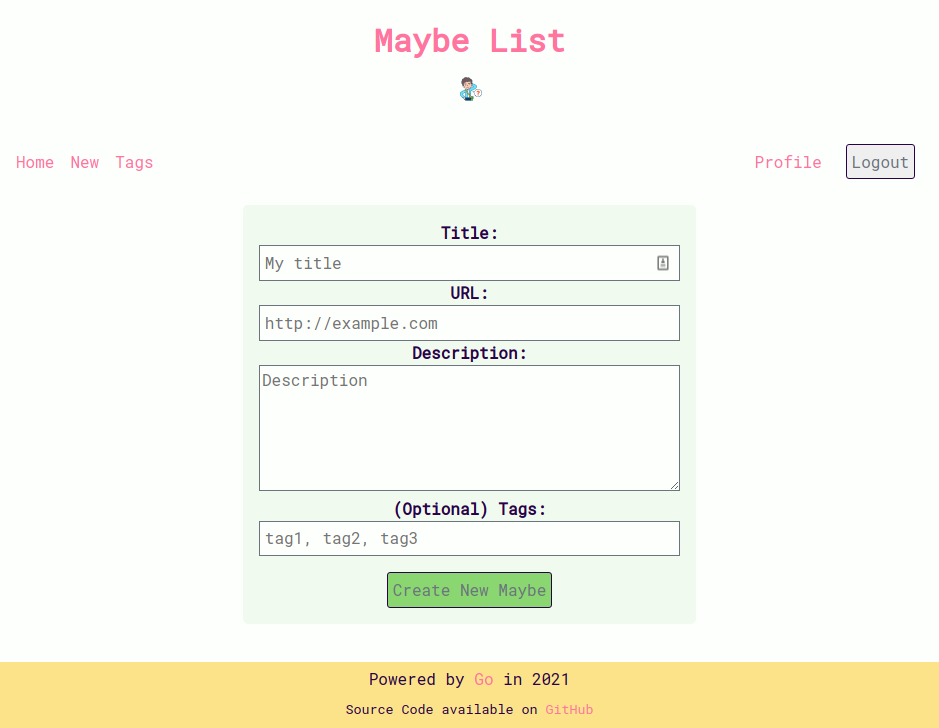 Maybe List
?
Home New Tags Profile Logout
Title:
My title
URL:
http://example.com
Description:
Description
(Optional) Tags:
tag1, tag2, tag3
Create New Maybe
Powered by Go in 2021
Source Code available on GitHub